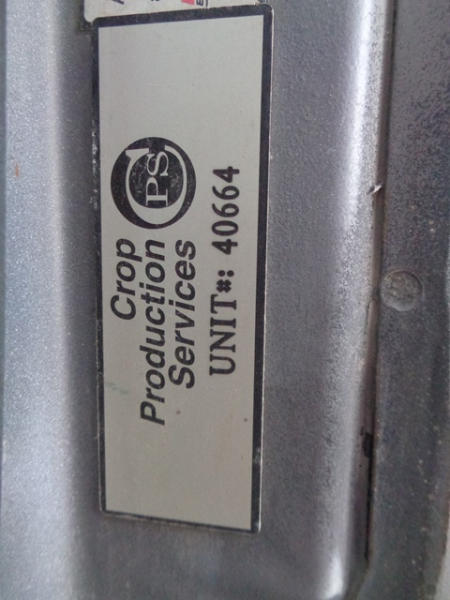 CPS
Crop
Production
Services
UNIT#: 40664